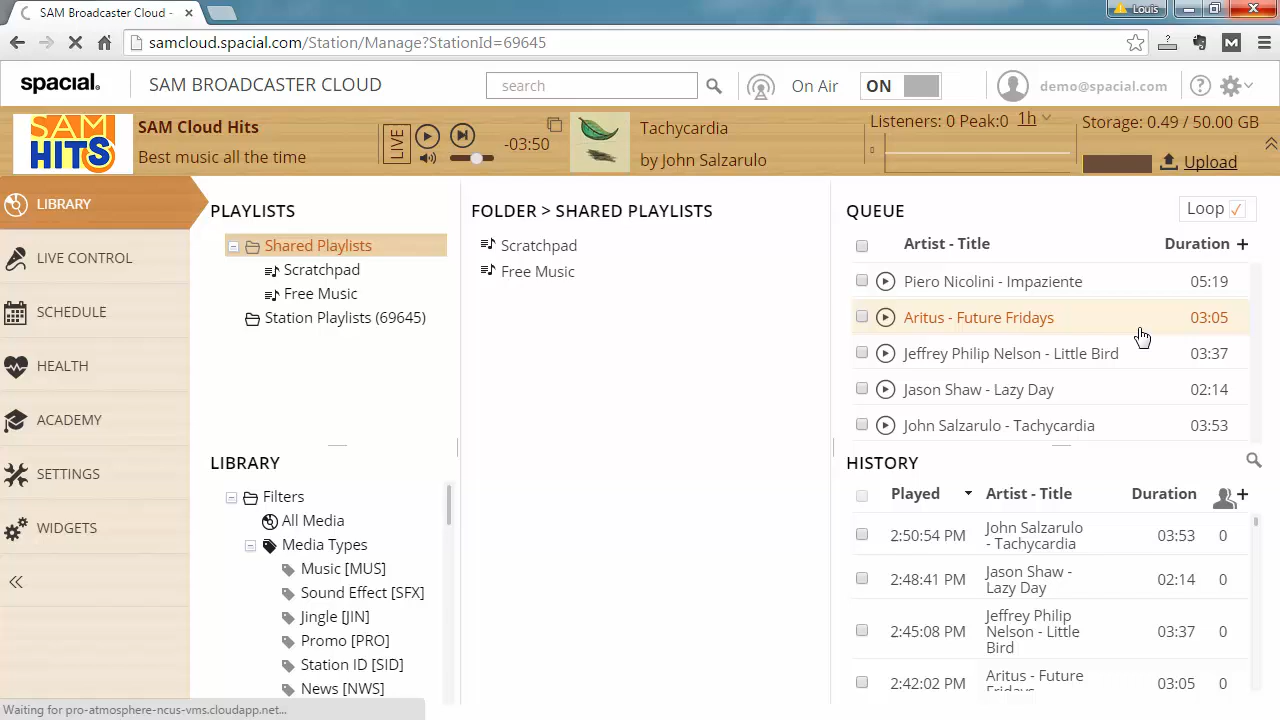 SAM Broadcaster Cloud -
Louis
samcloud.spacial.com/Station/Manage?StationId=69645
spacial.
SAM BROADCASTER CLOUD
search
On Air
ON
demo@spacial.com
SAM
HITS
SAM Cloud Hits
Best music all the time
LIVE
-03:50
Tachycardia
by John Salzarulo
Listeners: 0 Peak:0
1h
Storage: 0.49 / 50.00 GB
Upload
LIBRARY
LIVE CONTROL
SCHEDULE
HEALTH
ACADEMY
SETTINGS
WIDGETS
PLAYLISTS
Shared Playlists
Scratchpad
Free Music
Station Playlists (69645)
LIBRARY
Filters
All Media
Media Types
Music [MUS]
Sound Effect [SFX]
Jingle [JIN]
Promo [PRO]
Station ID [SID]
News [NWS]
FOLDER > SHARED PLAYLISTS
Scratchpad
Free Music
QUEUE
Loop
Artist - Title Duration
Piero Nicolini - Impaziente 05:19
Aritus - Future Fridays 03:05
Jeffrey Philip Nelson - Little Bird 03:37
Jason Shaw - Lazy Day 02:14
John Salzarulo - Tachycardia 03:53
HISTORY
Played Artist - Title Duration
2:50:54 PM John Salzarulo 03:53 0
- Tachycardia
2:48:41 PM Jason Shaw - 02:14 0
Lazy Day
2:45:08 PM Jeffrey Philip 03:37 0
Nelson - Little
Bird
2:42:02 PM Aritus - Future 03:05 0
Fridays
Waiting for pro-atmosphere-ncus-vms.cloudapp.net...